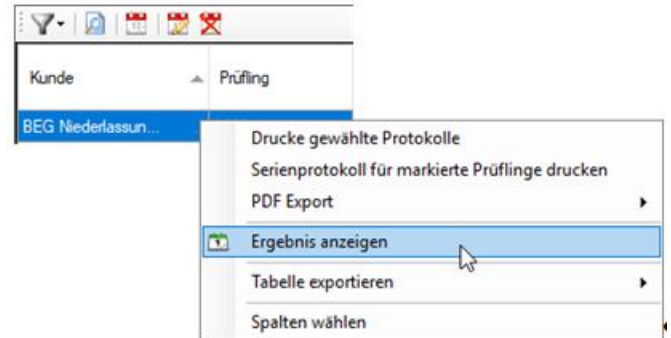 Kunde Prüfling
BEG Niederlassun...
Drucke gewählte Protokolle
Serienprotokoll für markierte Prüflinge drucken
PDF Export
Ergebnis anzeigen
Tabelle exportieren
Spalten wählen